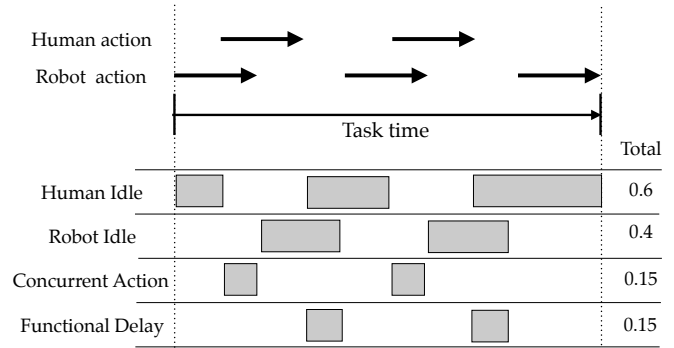 Human action
Robot action
Task time
Total
Human Idle 0.6
Robot Idle 0.4
Concurrent Action 0.15
Functional Delay 0.15